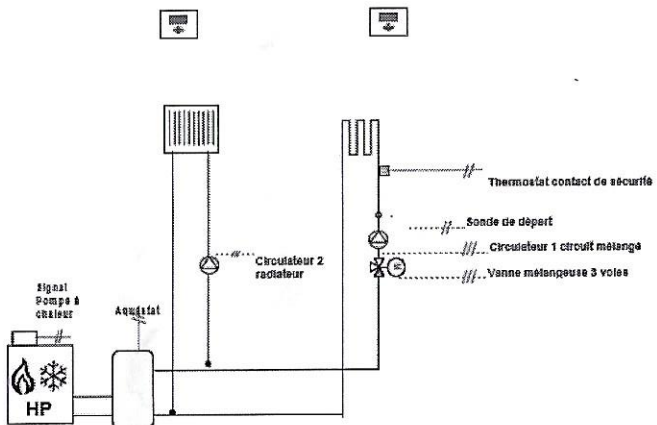 Thermostat contact de sécurité
Sonde de départ
Circulateur 1 circuit mélangé
Vanne mélangeuse 3 voies
M
Circulateur 2
radiateur
Signal
Pompe à
chaleur
Aquastat
HP